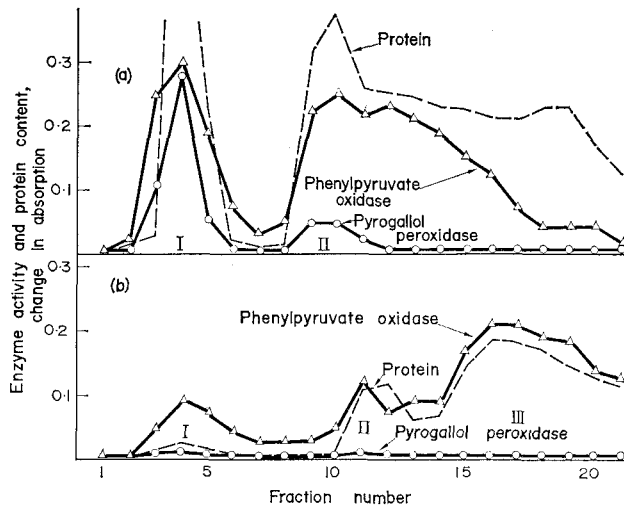 Enzyme activity and protein content,
change in absorption
(a)
0·3
0·2
0·1
Protein
Phenylpyruvate
oxidase
Pyrogallol
peroxidase
I
II
(b)
0·3
0·2
0·1
Phenylpyruvate oxidase
Protein
I
II
III
Pyrogallol
peroxidase
1
5
10
15
20
Fraction number